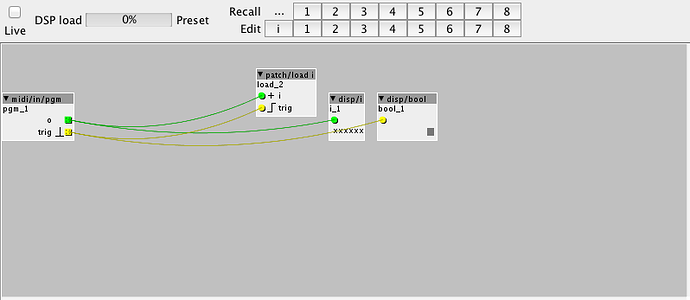 Live
DSP load 0% Preset
Recall ... 1 2 3 4 5 6 7 8
Edit i 1 2 3 4 5 6 7 8
patch/load i
load_2
+ i
trig
midi/in/pgm
pgm_1
o
trig
disp/i
i_1
xxxxxx
disp/bool
bool_1